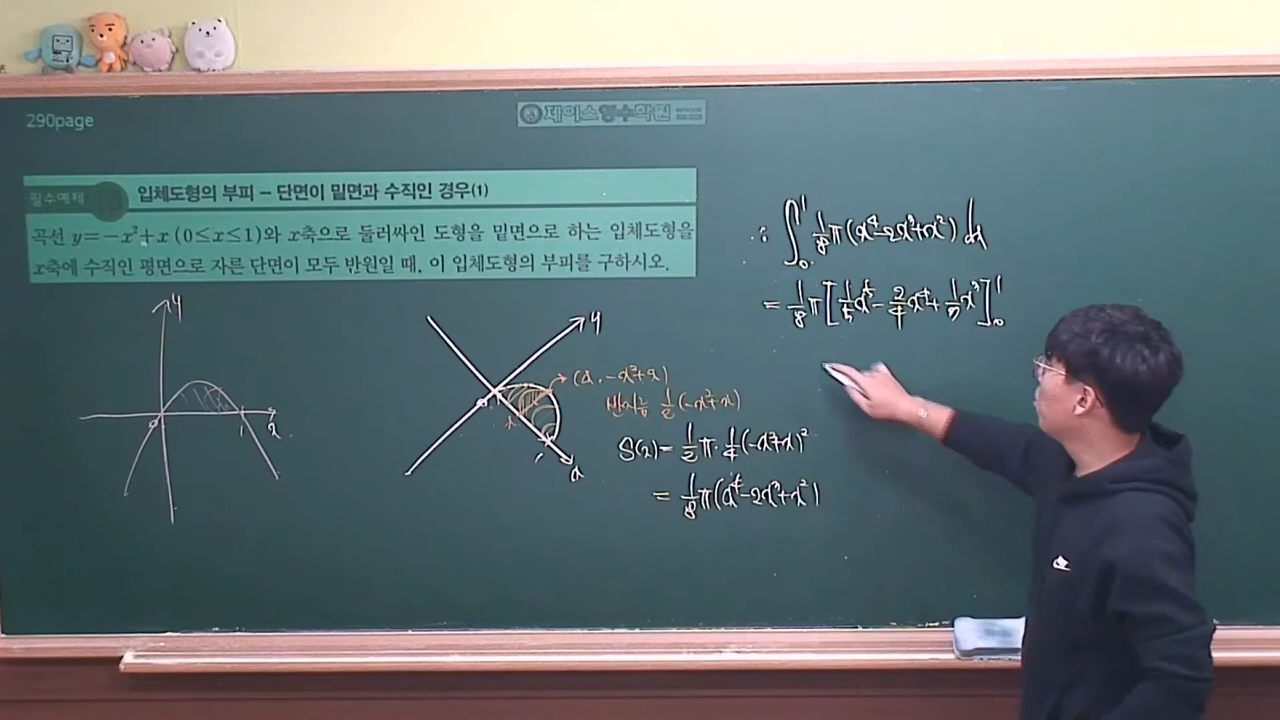 290page
제이스영수학원
필수예제
입체도형의 부피 – 단면이 밑면과 수직인 경우(1)
곡선 y=−x²+x (0≤x≤1)와 x축으로 둘러싸인 도형을 밑면으로 하는 입체도형을
x축에 수직인 평면으로 자른 단면이 모두 반원일 때, 이 입체도형의 부피를 구하시오.
y
O
1
x
y
O
x
1
x
(x, -x²+x)
반지름 1/2(-x²+x)
S(x)=1/2π·1/4(-x²+x)²
=1/8π(x⁴-2x³+x²)
∴ ∫₀¹ 1/8π(x⁴-2x³+x²) dx
=1/8π[1/5x⁵-2/4x⁴+1/3x³]₀¹